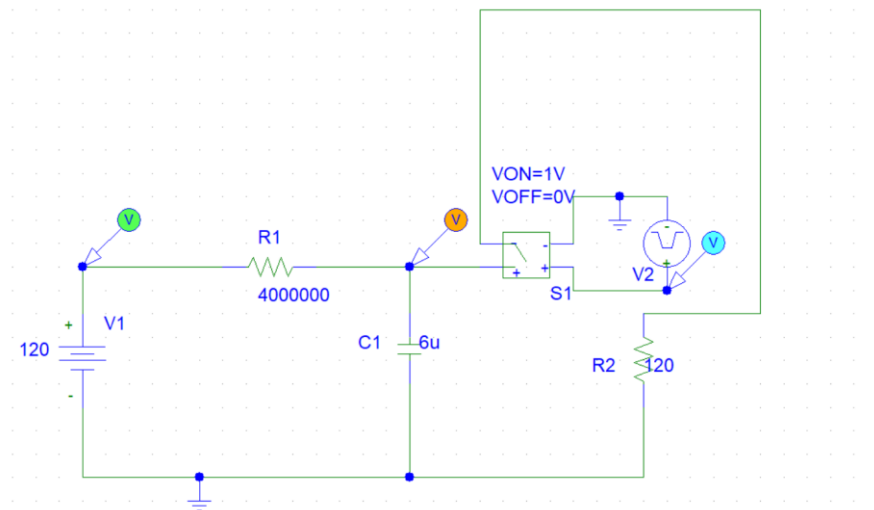 VON=1V
VOFF=0V
V
V
V
R1
4000000
S1
V2
+
-
-
+
-
+
-
+
V1
120
C1
6u
R2
120